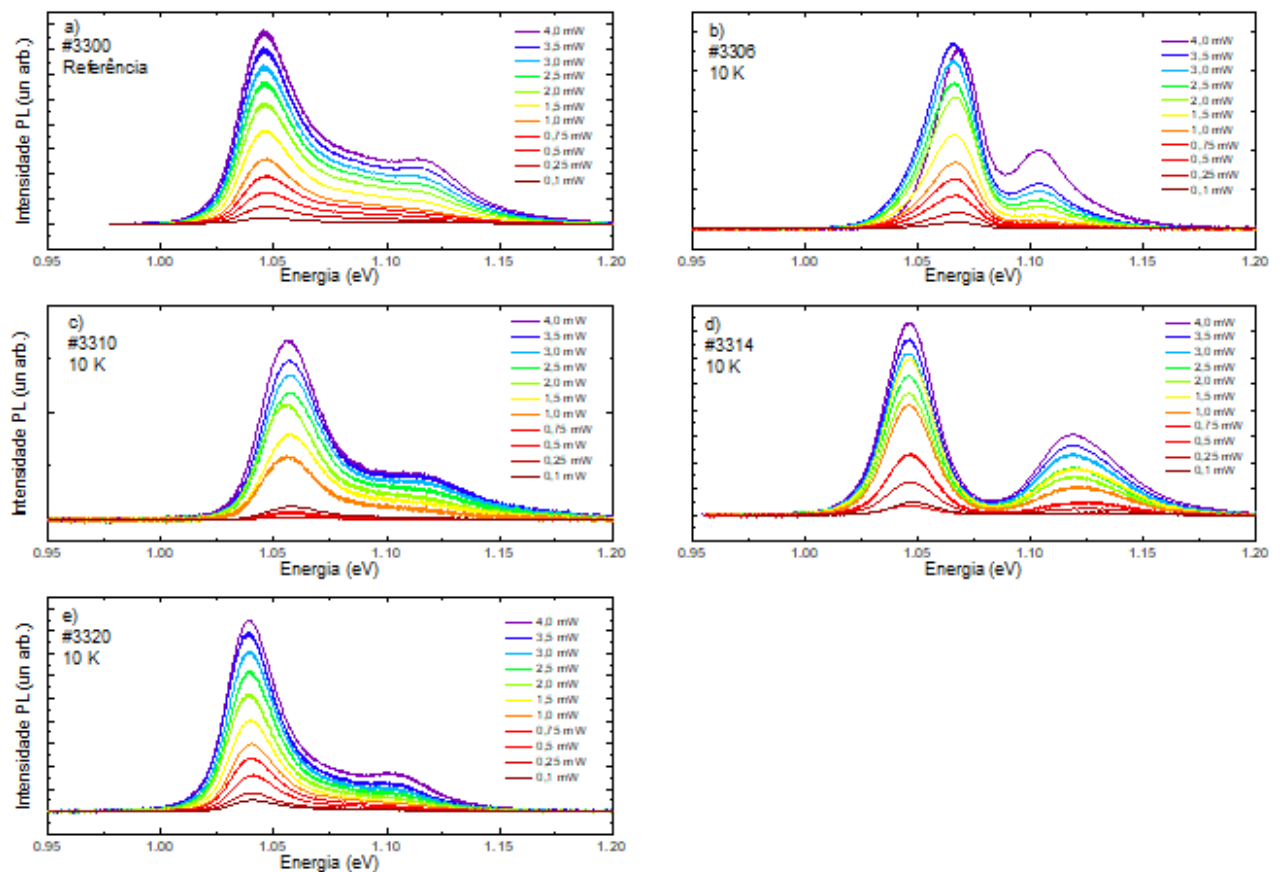 a)
#3300
Referência
4,0 mW
3,5 mW
3,0 mW
2,5 mW
2,0 mW
1,5 mW
1,0 mW
0,75 mW
0,5 mW
0,25 mW
0,1 mW
Intensidade PL (un arb.)
0.95 1.00 1.05 1.10 1.15 1.20
Energia (eV)
b)
#3306
10 K
4,0 mW
3,5 mW
3,0 mW
2,5 mW
2,0 mW
1,5 mW
1,0 mW
0,75 mW
0,5 mW
0,25 mW
0,1 mW
0.95 1.00 1.05 1.10 1.15 1.20
Energia (eV)
c)
#3310
10 K
4,0 mW
3,5 mW
3,0 mW
2,5 mW
2,0 mW
1,5 mW
1,0 mW
0,75 mW
0,5 mW
0,25 mW
0,1 mW
Intensidade PL (un arb.)
0.95 1.00 1.05 1.10 1.15 1.20
Energia (eV)
d)
#3314
10 K
4,0 mW
3,5 mW
3,0 mW
2,5 mW
2,0 mW
1,5 mW
1,0 mW
0,75 mW
0,5 mW
0,25 mW
0,1 mW
0.95 1.00 1.05 1.10 1.15 1.20
Energia (eV)
e)
#3320
10 K
4,0 mW
3,5 mW
3,0 mW
2,5 mW
2,0 mW
1,5 mW
1,0 mW
0,75 mW
0,5 mW
0,25 mW
0,1 mW
Intensidade PL (un arb.)
0.95 1.00 1.05 1.10 1.15 1.20
Energia (eV)